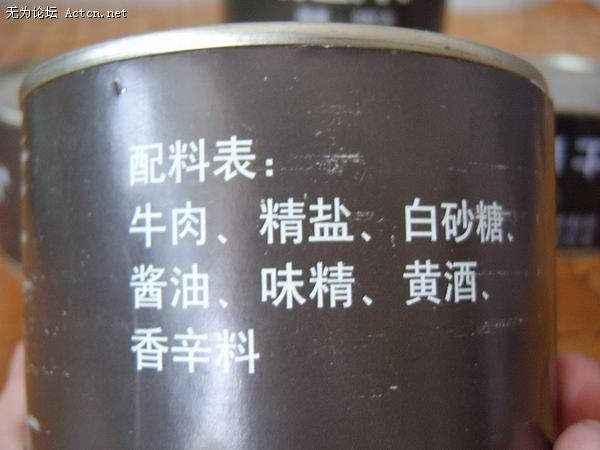 无为论坛 Actcn.net
配料表：
牛肉、精盐、白砂糖、
酱油、味精、黄酒、
香辛料